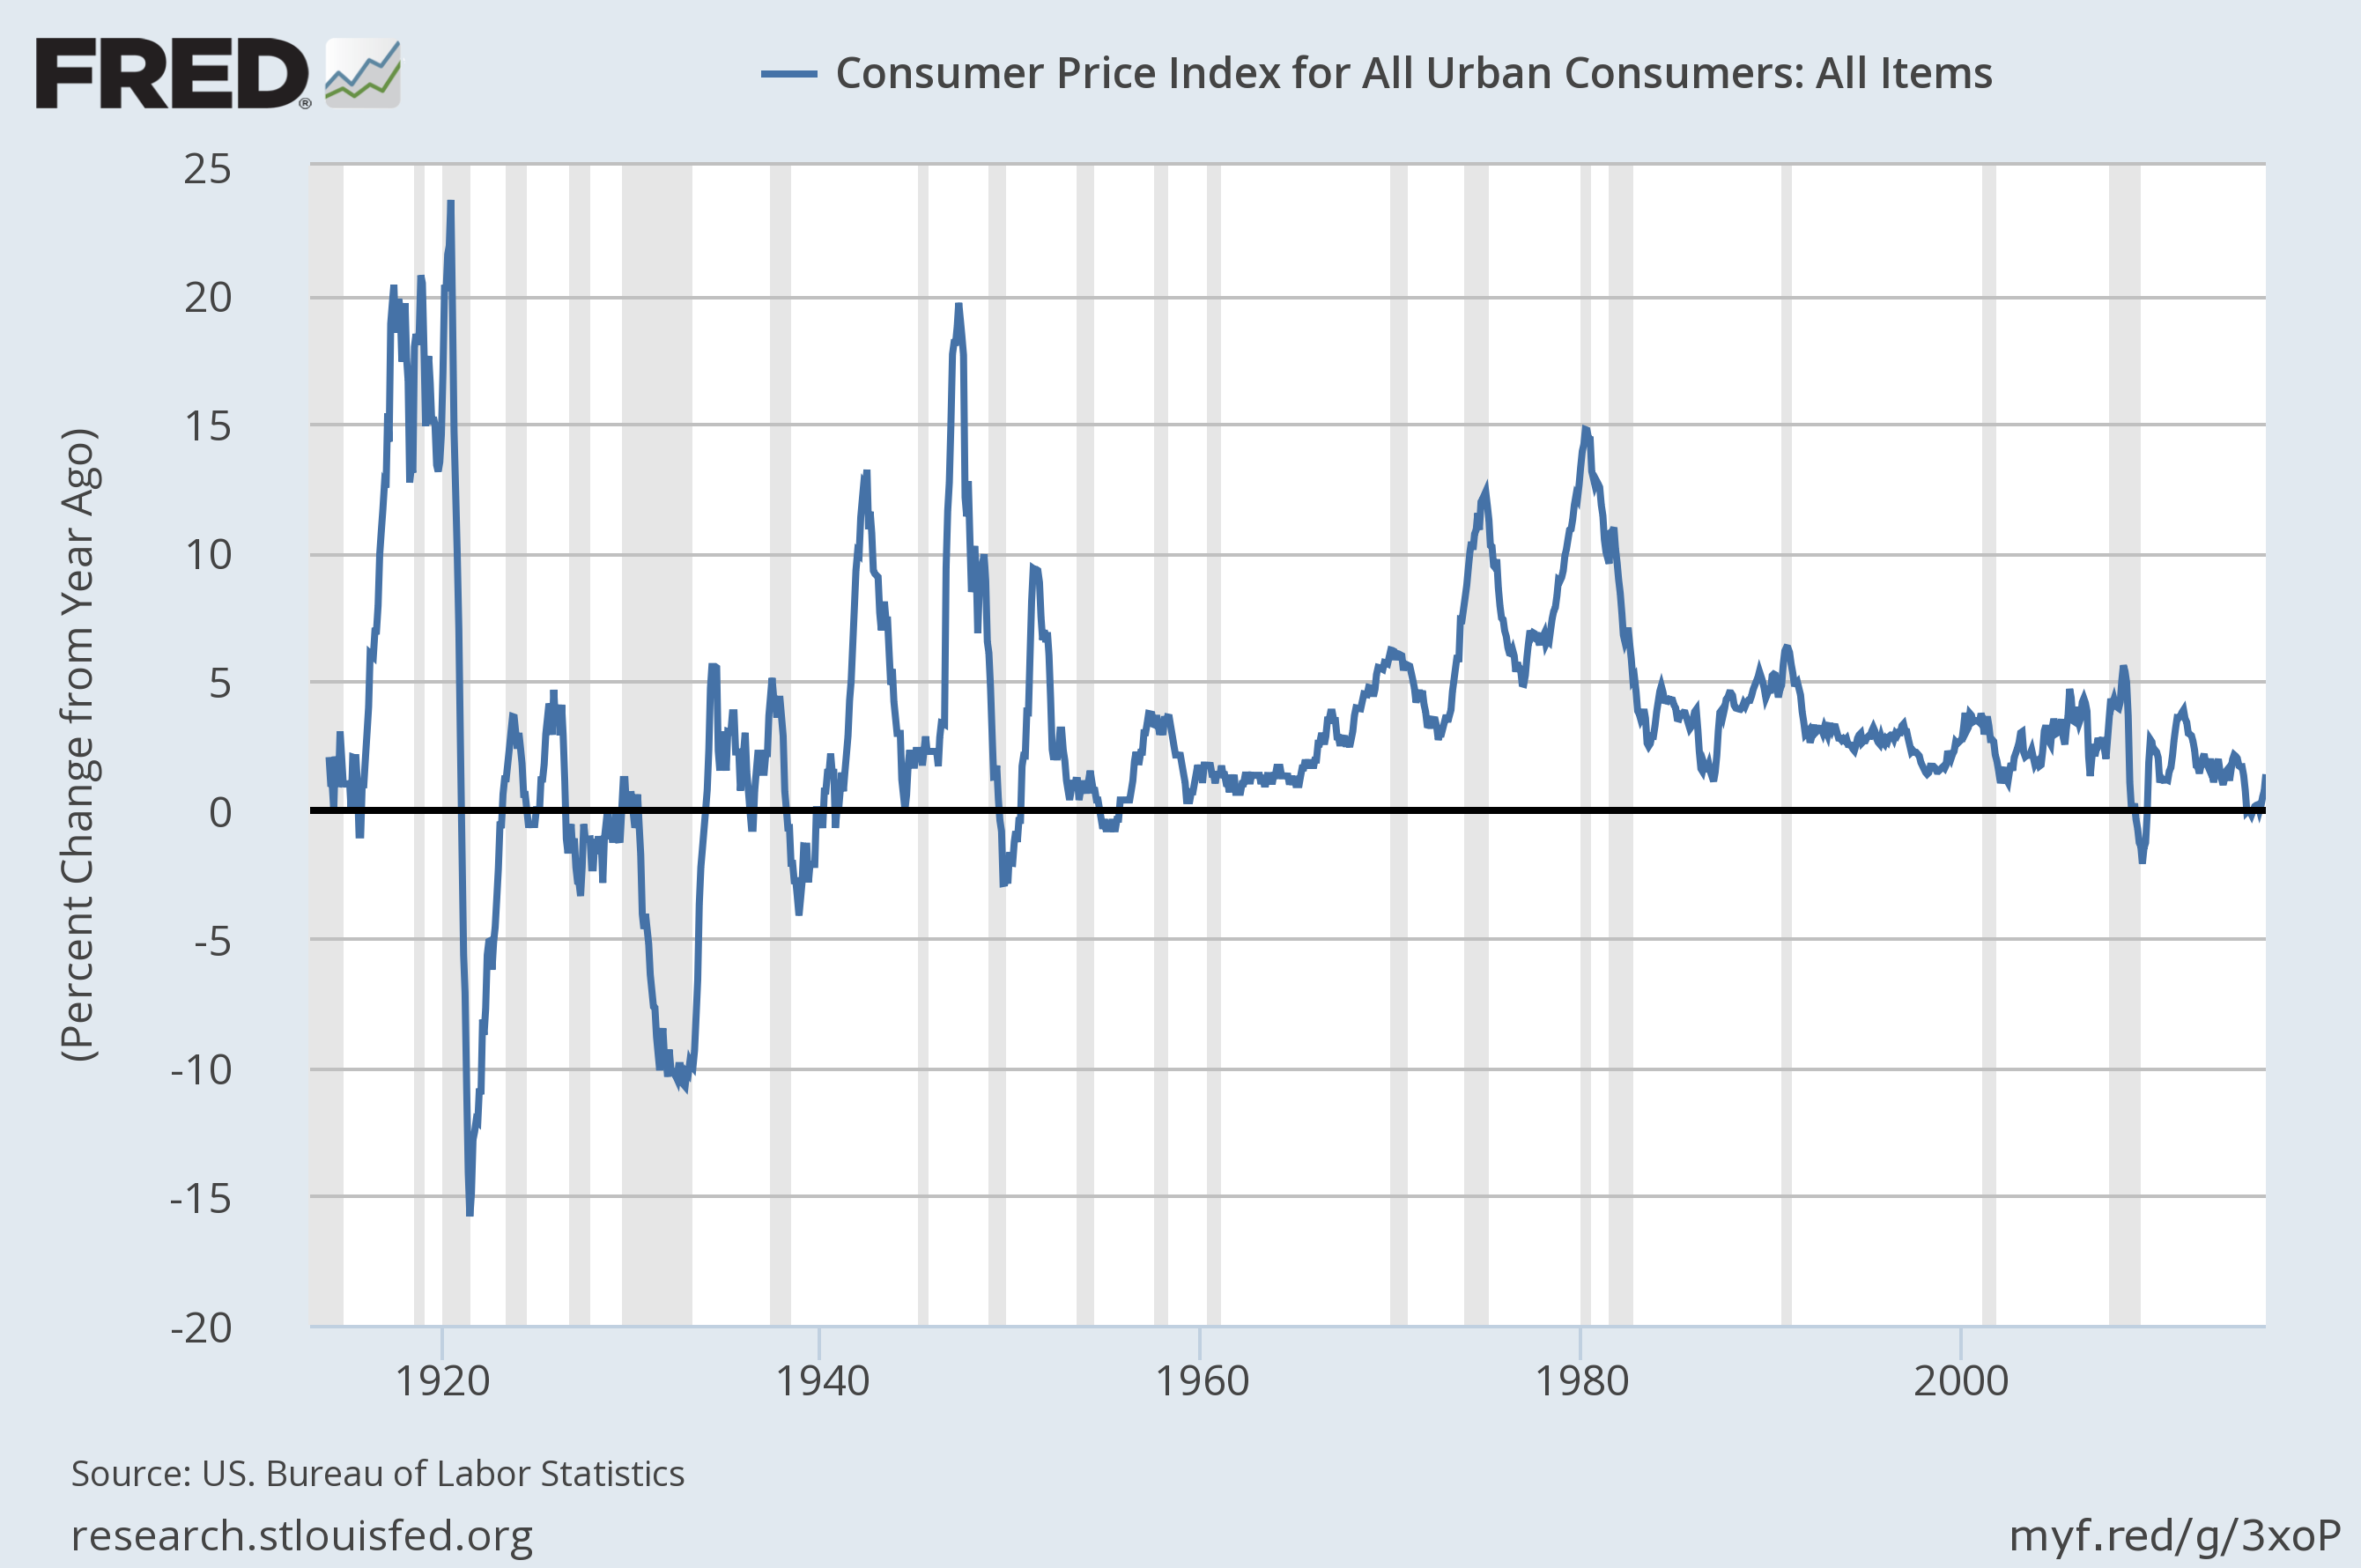 FRED®
Consumer Price Index for All Urban Consumers: All Items
(Percent Change from Year Ago)
25
20
15
10
5
0
-5
-10
-15
-20
1920 1940 1960 1980 2000
Source: US. Bureau of Labor Statistics
research.stlouisfed.org
myf.red/g/3xoP